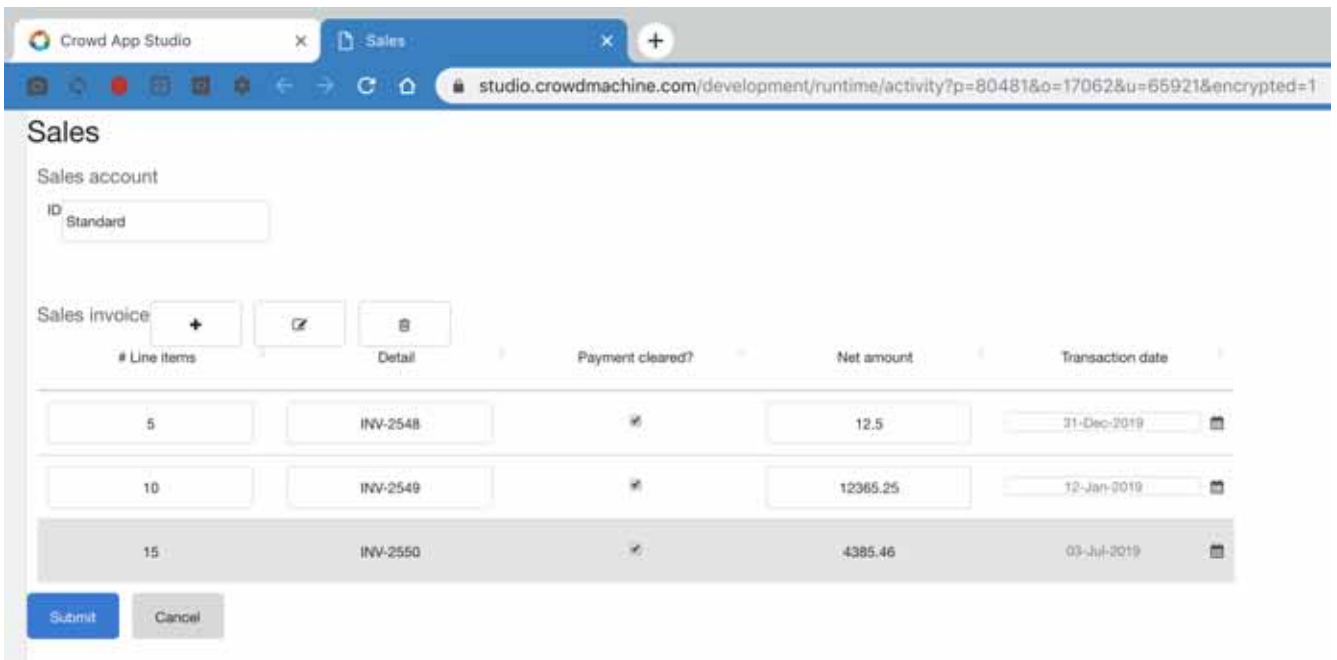 Crowd App Studio × Sales × +
studio.crowdmachine.com/development/runtime/activity?p=80481&o=17062&u=65921&encrypted=1
Sales
Sales account
ID Standard
Sales invoice
# Line items Detail Payment cleared? Net amount Transaction date
5 INV-2548 12.5 31-Dec-2019
10 INV-2549 12365.25 12-Jan-2019
15 INV-2550 4385.46 03-Jul-2019
Submit Cancel